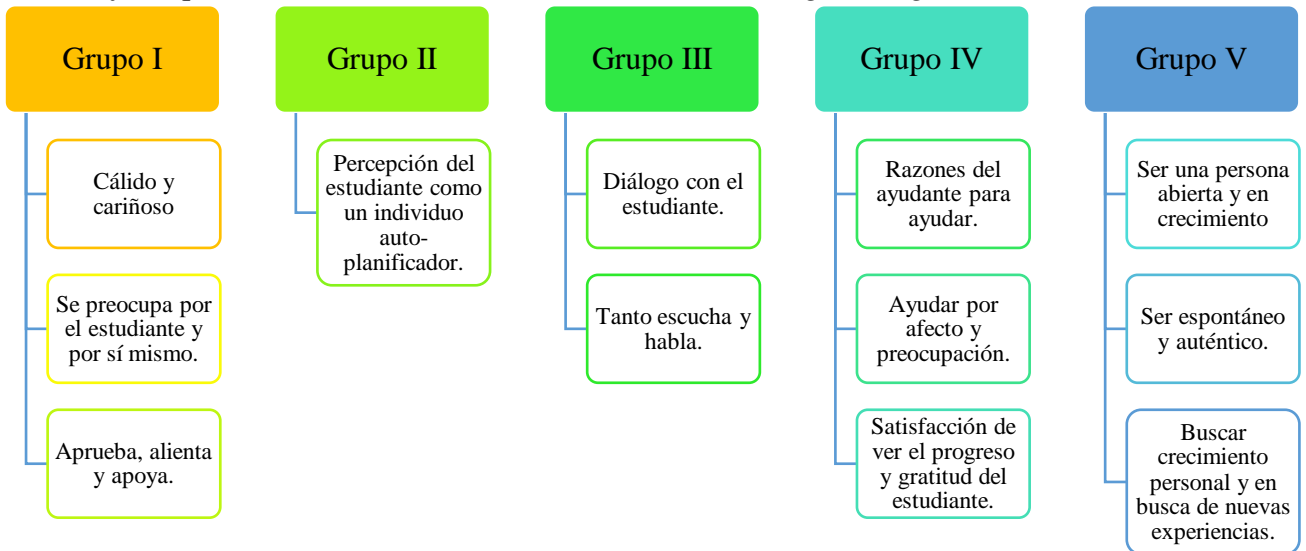 Grupo I
Cálido y
cariñoso
Se preocupa por
el estudiante y
por sí mismo.
Aprueba, alienta
y apoya.
Grupo II
Percepción del
estudiante como
un individuo
auto-
planificador.
Grupo III
Diálogo con el
estudiante.
Tanto escucha y
habla.
Grupo IV
Razones del
ayudante para
ayudar.
Ayudar por
afecto y
preocupación.
Satisfacción de
ver el progreso
y gratitud del
estudiante.
Grupo V
Ser una persona
abierta y en
crecimiento
Ser espontáneo
y auténtico.
Buscar
crecimiento
personal y en
busca de nuevas
experiencias.